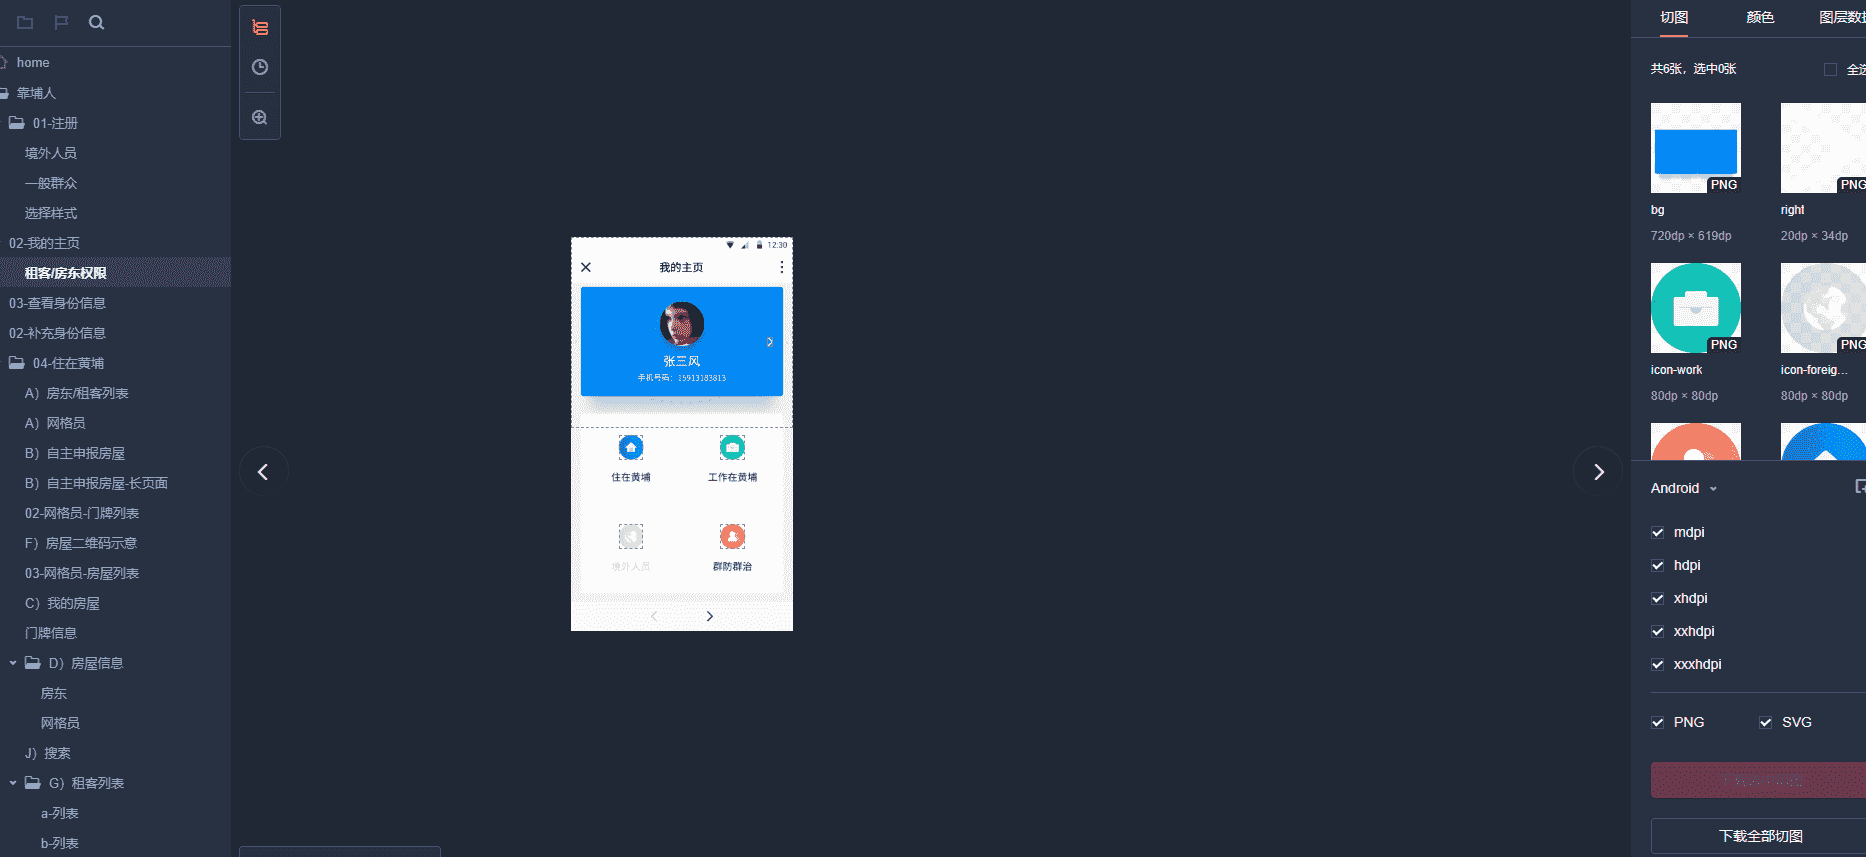 home
靠埔人
01-注册
境外人员
一般群众
选择样式
02-我的主页
租客/房东权限
03-查看身份信息
02-补充身份信息
04-住在黄埔
A）房东/租客列表
A）网格员
B）自主申报房屋
B）自主申报房屋-长页面
02-网格员-门牌列表
F）房屋二维码示意
03-网格员-房屋列表
C）我的房屋
门牌信息
D）房屋信息
房东
网格员
J）搜索
G）租客列表
a-列表
b-列表
12:30
我的主页
张三风
手机号码：15913183813
住在黄埔
工作在黄埔
境外人员
群防群治
切图
颜色
图层数据
共6张，选中0张
全选
PNG
PNG
bg
right
720dp × 619dp
20dp × 34dp
PNG
PNG
icon-work
icon-foreig...
80dp × 80dp
80dp × 80dp
Android
mdpi
hdpi
xhdpi
xxhdpi
xxxhdpi
PNG
SVG
下载全部切图